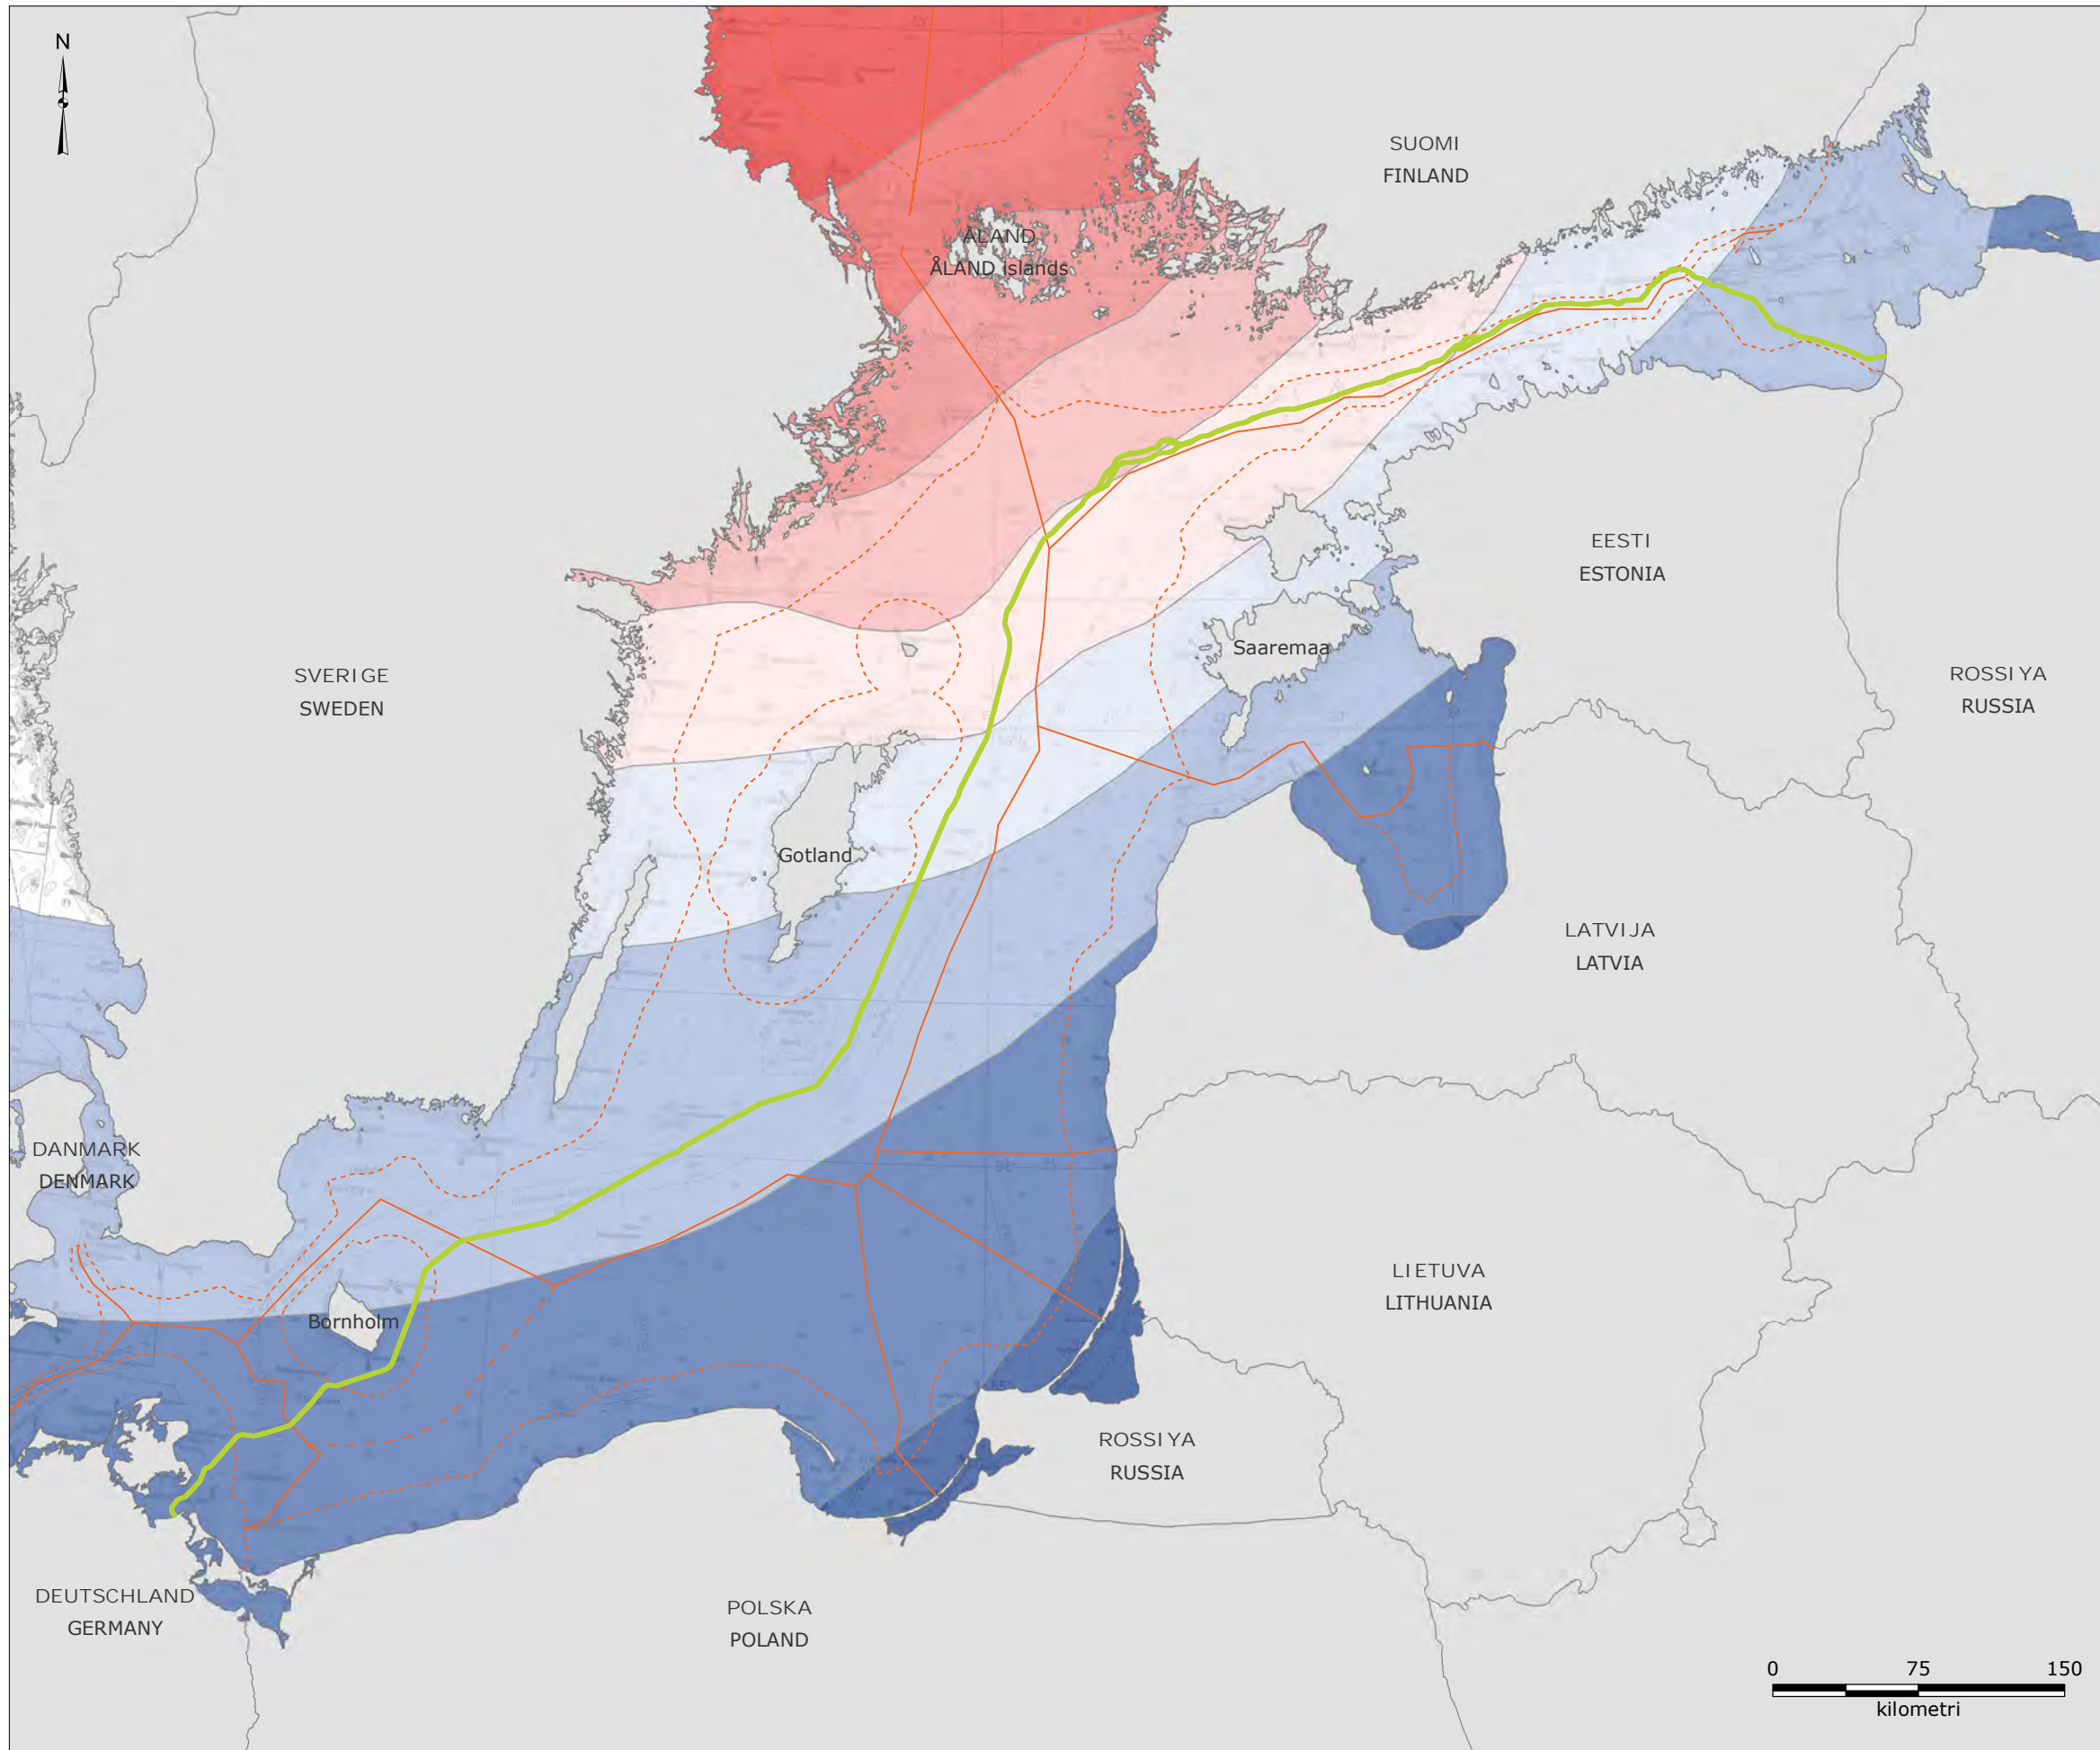 N
SUOMI
FINLAND
ÅLAND
ÅLAND islands
EESTI
ESTONIA
Saaremaa
ROSSIYA
RUSSIA
SVERIGE
SWEDEN
Gotland
LATVIJA
LATVIA
DANMARK
DENMARK
LIETUVA
LITHUANIA
Bornholm
ROSSIYA
RUSSIA
DEUTSCHLAND
GERMANY
POLSKA
POLAND
0 75 150
kilometri